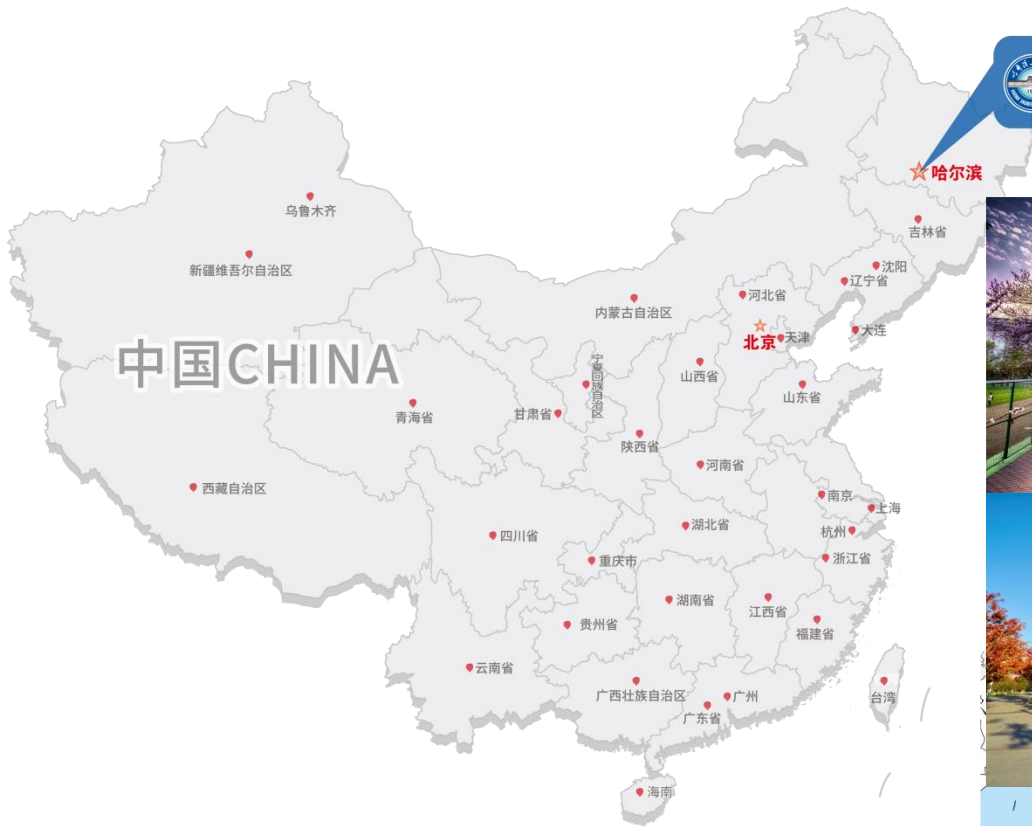 哈尔滨
乌鲁木齐
吉林省
新疆维吾尔自治区
沈阳
辽宁省
河北省
内蒙古自治区
大连
北京
天津
中国CHINA
宁夏回族自治区
山西省
山东省
青海省
甘肃省
陕西省
河南省
西藏自治区
南京
上海
湖北省
杭州
四川省
浙江省
重庆市
湖南省
江西省
贵州省
福建省
云南省
广西壮族自治区
广州
台湾
广东省
海南
/